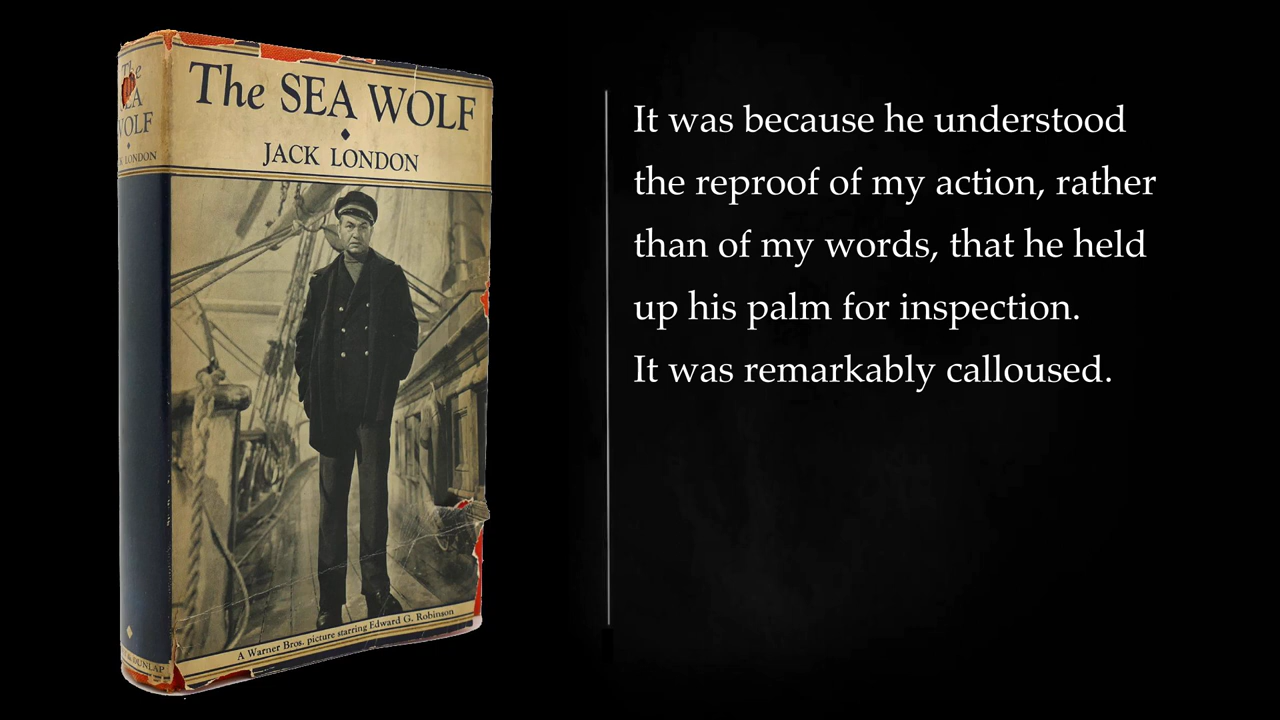 The SEA WOLF
JACK LONDON
A Warner Bros. picture starring Edward G. Robinson
The
WOLF
LONDON
DUNLAP
It was because he understood
the reproof of my action, rather
than of my words, that he held
up his palm for inspection.
It was remarkably calloused.